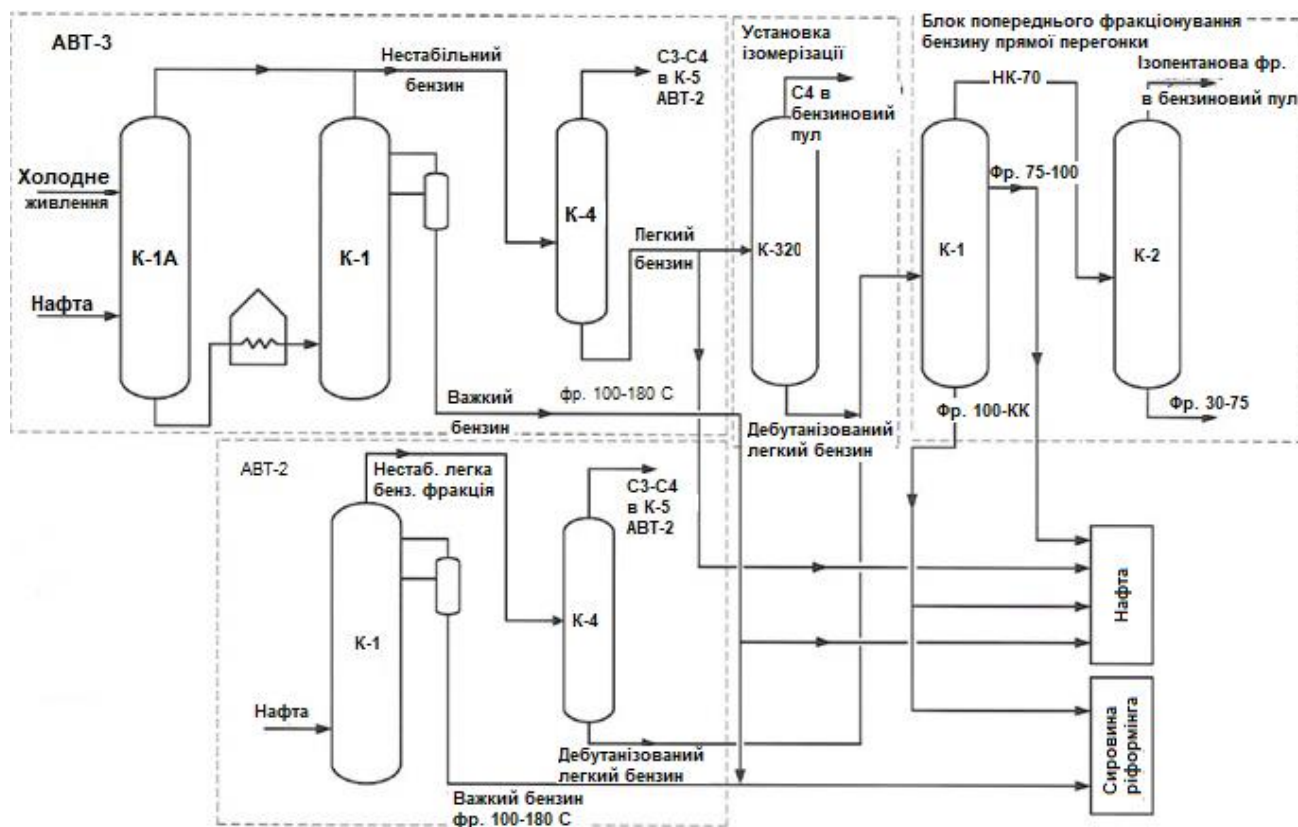 АВТ-3
Нестабільний
бензин
С3-С4
в К-5
АВТ-2
Холодне
живлення
К-1А
К-1
К-4
Нафта
Легкий
бензин
Важкий
бензин
фр. 100-180 С
Установка
ізомерізації
С4 в
бензиновий
пул
К-320
Дебутанізований
легкий бензин
Блок попереднього фракціонування
бензину прямої перегонки
НК-70
Ізопентанова фр.
в бензиновий пул
Фр. 75-100
К-1
К-2
Фр. 100-КК
Фр. 30-75
АВТ-2
Нестаб. легка
бенз. фракція
С3-С4
в К-5
АВТ-2
К-1
К-4
Нафта
Дебутанізований
легкий бензин
Важкий бензин
фр. 100-180 С
Нафта
Сировина
ріформінга